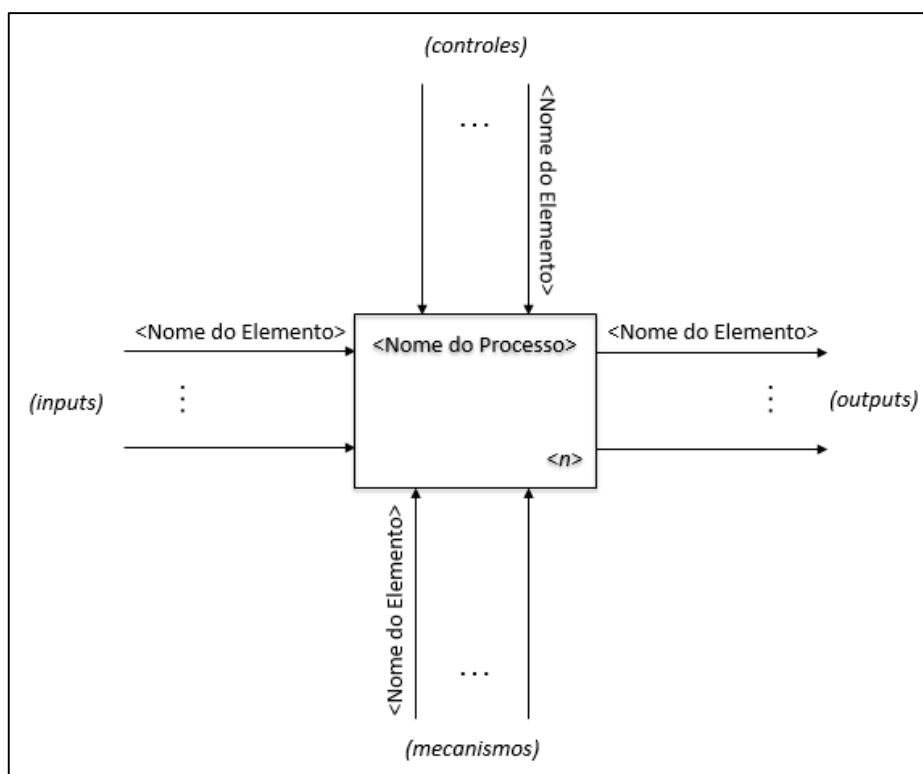 (controles)
...
<Nome do Elemento>
<Nome do Elemento>
<Nome do Processo>
<Nome do Elemento>
(inputs)
...
...
(outputs)
<n>
<Nome do Elemento>
...
(mecanismos)